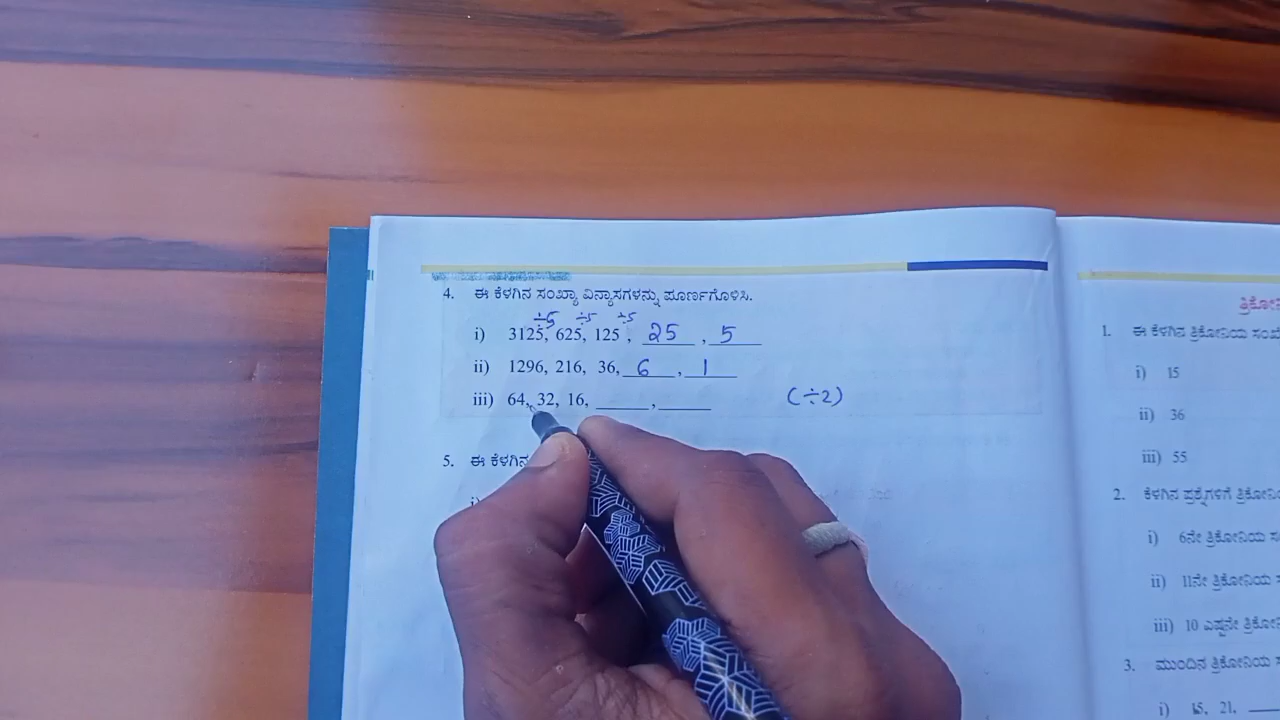 4. ಈ ಕೆಳಗಿನ ಸಂಖ್ಯಾ ವಿನ್ಯಾಸಗಳನ್ನು ಪೂರ್ಣಗೊಳಿಸಿ.
÷5 ÷5 ÷5
i) 3125, 625, 125, 25, 5
ii) 1296, 216, 36, 6, 1
iii) 64, 32, 16, ____, ____ (÷2)
5. ಈ ಕೆಳಗಿನ
1. ಈ ಕೆಳಗಿನ ತ್ರಿಕೋನಿಯ
i) 15
ii) 36
iii) 55
2. ಕೆಳಗಿನ ಪ್ರಶ್ನೆಗಳಿಗೆ
i) 6ನೇ ತ್ರಿಕೋನಿಯ
ii) 11ನೇ ತ್ರಿಕೋನಿಯ
iii) 10 ಎಷ್ಟನೇ
3. ಮುಂದಿನ ತ್ರಿಕೋನಿಯ
i) 15, 21, ____